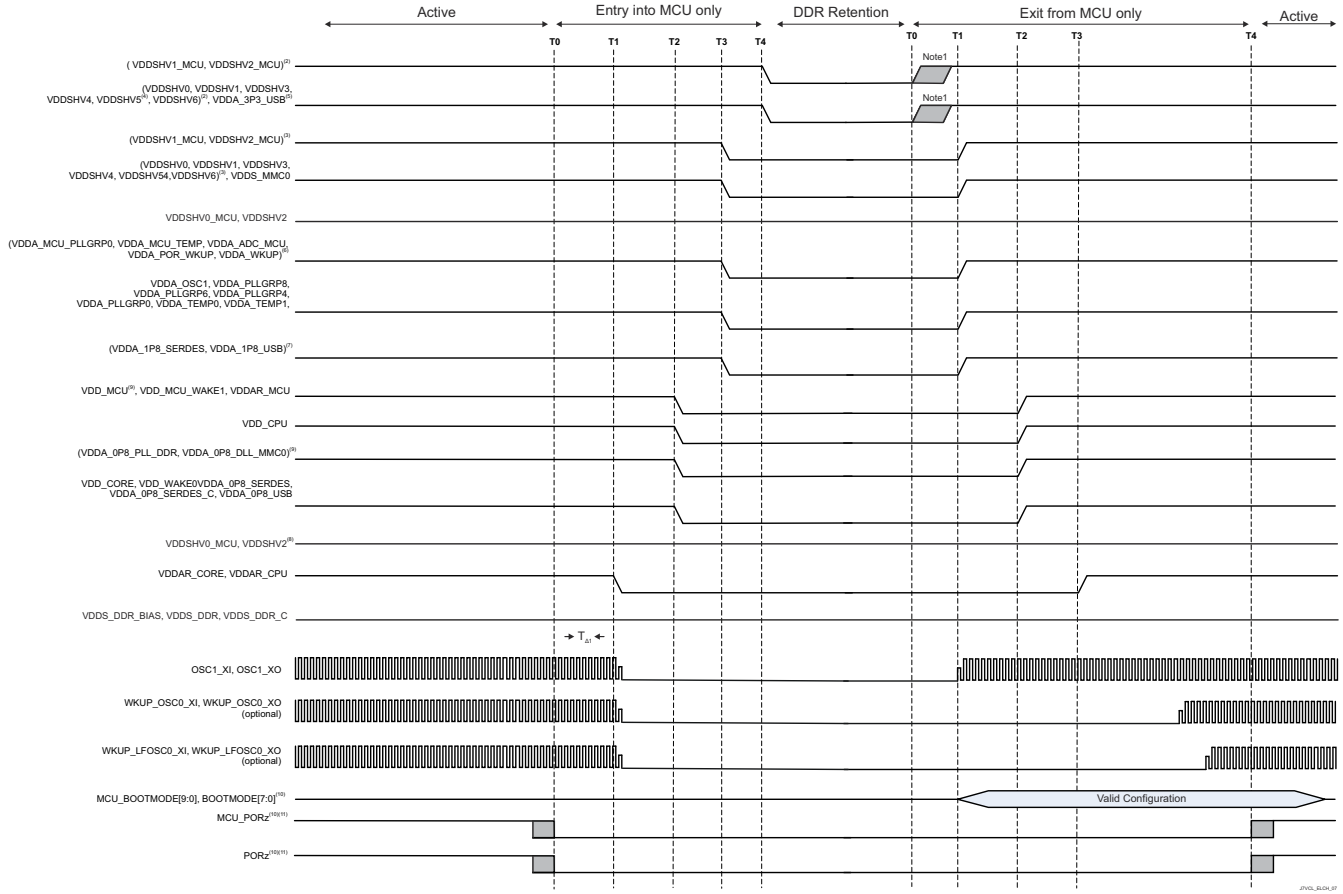 Active
Entry into MCU only
DDR Retention
Exit from MCU only
Active
T0
T1
T2
T3
T4
T0
T1
T2
T3
T4
( VDDSHV1_MCU, VDDSHV2_MCU)(2)
Note1
(VDDSHV0, VDDSHV1, VDDSHV3,
VDDSHV4, VDDSHV5(4), VDDSHV6)(2), VDDA_3P3_USB(5)
Note1
(VDDSHV1_MCU, VDDSHV2_MCU)(3)
(VDDSHV0, VDDSHV1, VDDSHV3,
VDDSHV4, VDDSHV54,VDDSHV6)(3), VDDS_MMC0
VDDSHV0_MCU, VDDSHV2
(VDDA_MCU_PLLGRP0, VDDA_MCU_TEMP, VDDA_ADC_MCU,
VDDA_POR_WKUP, VDDA_WKUP)(6)
VDDA_OSC1, VDDA_PLLGRP8,
VDDA_PLLGRP6, VDDA_PLLGRP4,
VDDA_PLLGRP0, VDDA_TEMP0, VDDA_TEMP1,
(VDDA_1P8_SERDES, VDDA_1P8_USB)(7)
VDD_MCU(9), VDD_MCU_WAKE1, VDDAR_MCU
VDD_CPU
(VDDA_0P8_PLL_DDR, VDDA_0P8_DLL_MMC0)(9)
VDD_CORE, VDD_WAKE0VDDA_0P8_SERDES,
VDDA_0P8_SERDES_C, VDDA_0P8_USB
VDDSHV0_MCU, VDDSHV2(8)
VDDAR_CORE, VDDAR_CPU
VDDS_DDR_BIAS, VDDS_DDR, VDDS_DDR_C
TΔ1
OSC1_XI, OSC1_XO
WKUP_OSC0_XI, WKUP_OSC0_XO
(optional)
WKUP_LFOSC0_XI, WKUP_LFOSC0_XO
(optional)
MCU_BOOTMODE[9:0], BOOTMODE[7:0](10)
Valid Configuration
MCU_PORz(10)(11)
PORz(10)(11)
J7VCL_ELCH_07